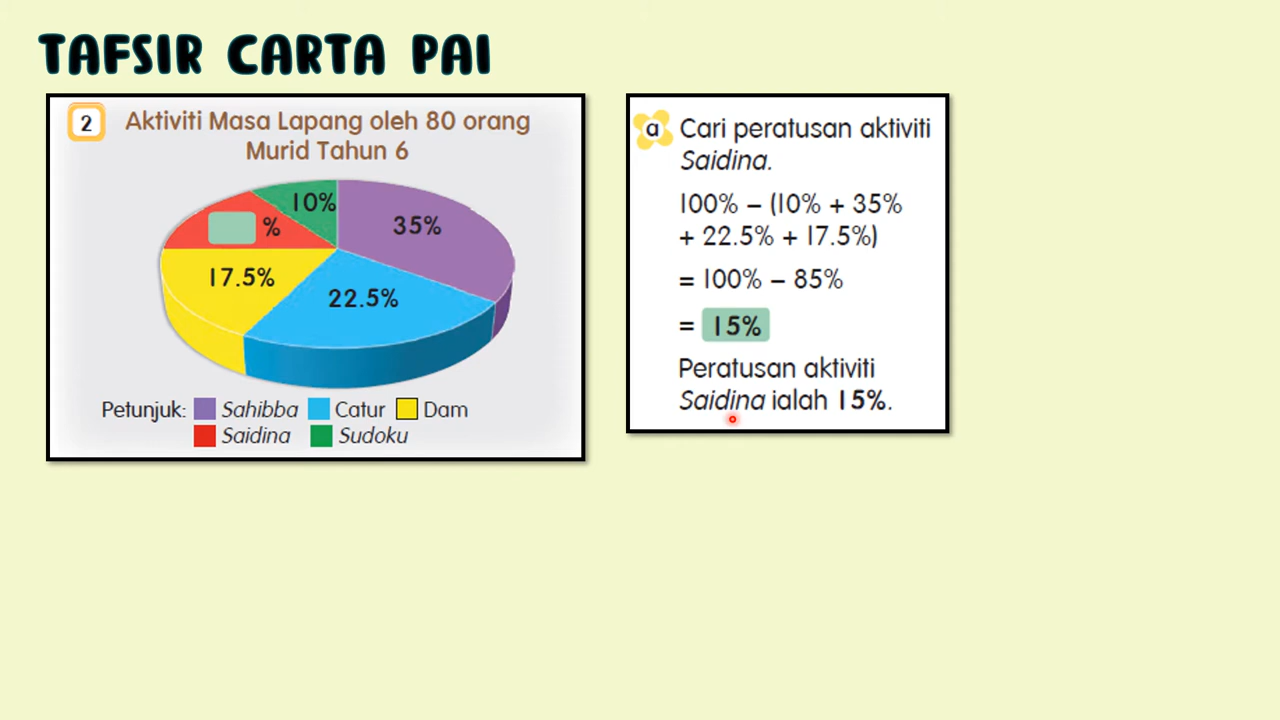 TAFSIR CARTA PAI
2 Aktiviti Masa Lapang oleh 80 orang
Murid Tahun 6
10%
35%
%
17.5%
22.5%
Petunjuk: Sahibba Catur Dam
Saidina Sudoku
a Cari peratusan aktiviti
Saidina.
100% – (10% + 35%
+ 22.5% + 17.5%)
= 100% – 85%
= 15%
Peratusan aktiviti
Saidina ialah 15%.